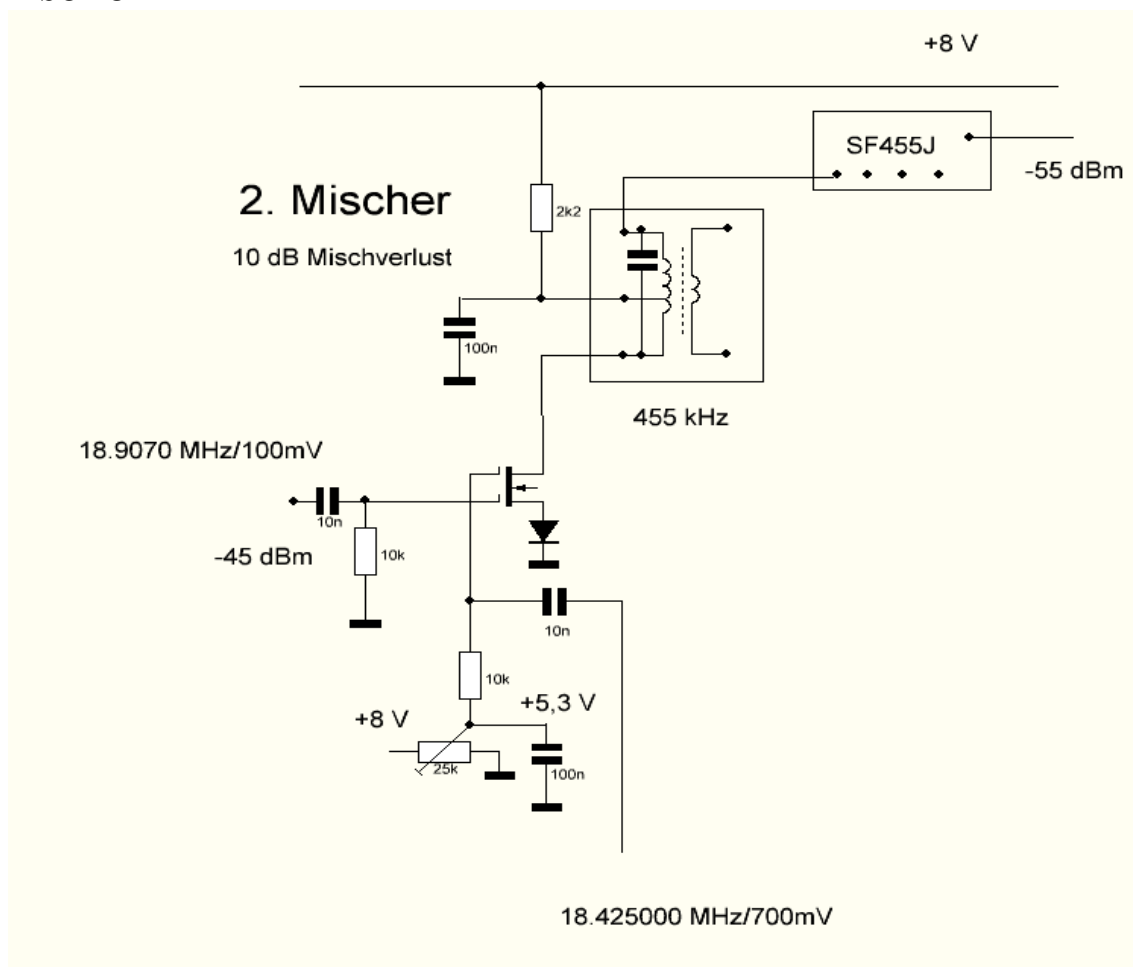 +8 V
SF455J
-55 dBm
2. Mischer
2k2
10 dB Mischverlust
100n
455 kHz
18.9070 MHz/100mV
10n
-45 dBm
10k
10n
10k
+5,3 V
+8 V
25k
100n
18.425000 MHz/700mV